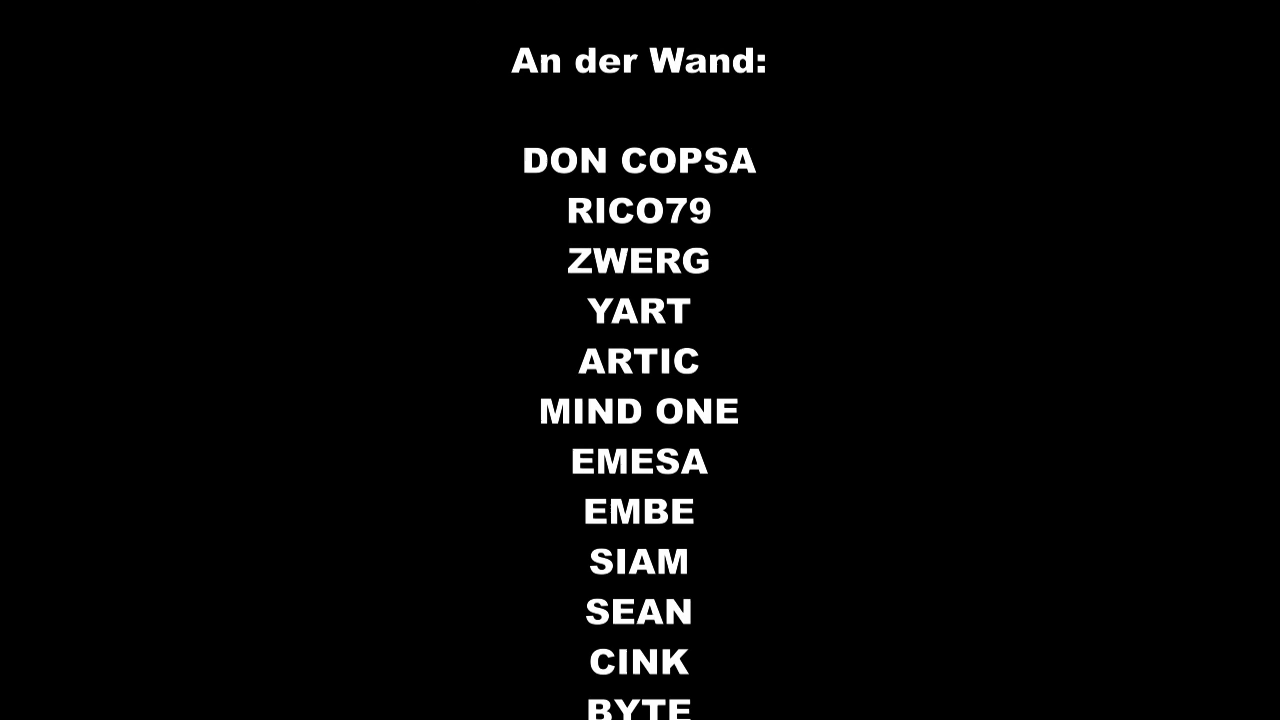 An der Wand:
DON COPSA
RICO79
ZWERG
YART
ARTIC
MIND ONE
EMESA
EMBE
SIAM
SEAN
CINK
BYTE